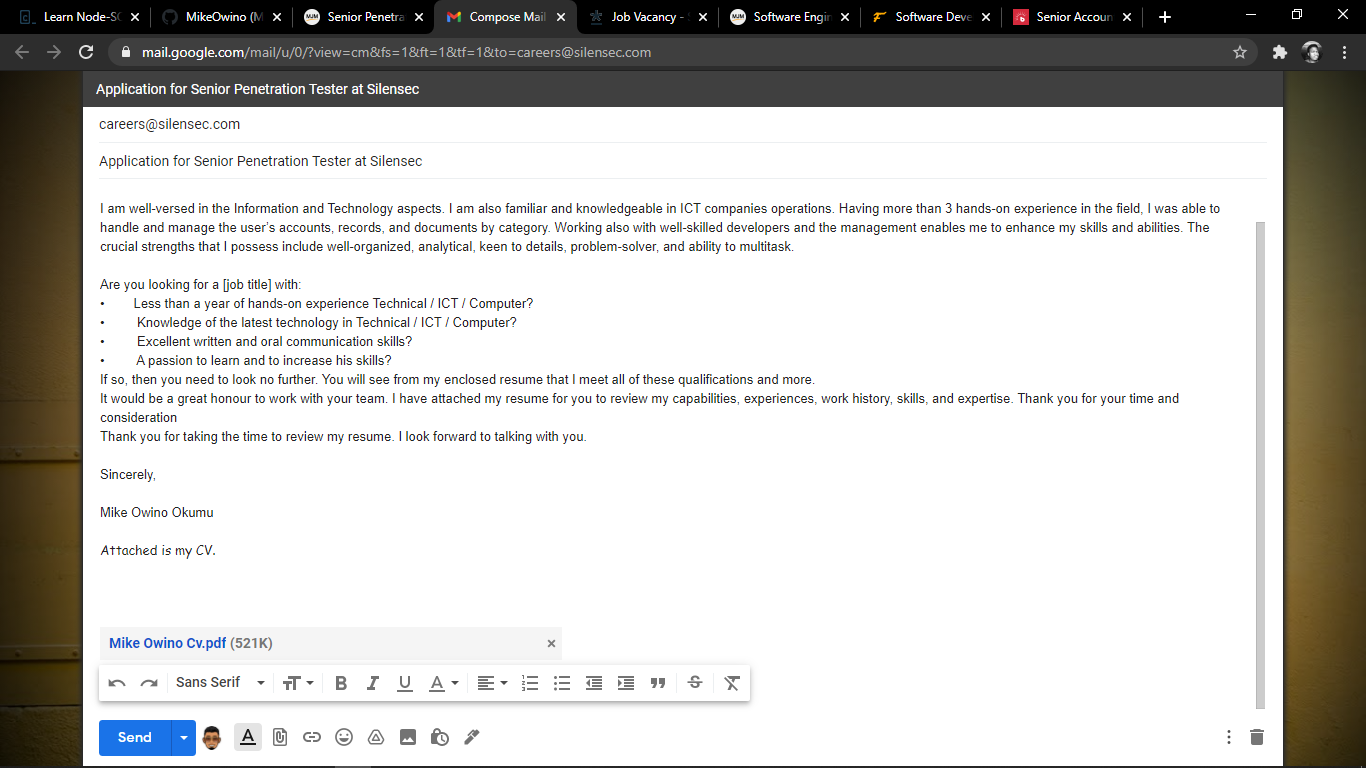 Learn Node-SC
MikeOwino (M
MJM Senior Penetra
Compose Mail
Job Vacancy -
MJM Software Engin
Software Deve
Senior Accoun
mail.google.com/mail/u/0/?view=cm&fs=1&ft=1&tf=1&to=careers@silensec.com
Application for Senior Penetration Tester at Silensec
careers@silensec.com
Application for Senior Penetration Tester at Silensec
I am well-versed in the Information and Technology aspects. I am also familiar and knowledgeable in ICT companies operations. Having more than 3 hands-on experience in the field, I was able to
handle and manage the user's accounts, records, and documents by category. Working also with well-skilled developers and the management enables me to enhance my skills and abilities. The
crucial strengths that I possess include well-organized, analytical, keen to details, problem-solver, and ability to multitask.
Are you looking for a [job title] with:
• Less than a year of hands-on experience Technical / ICT / Computer?
• Knowledge of the latest technology in Technical / ICT / Computer?
• Excellent written and oral communication skills?
• A passion to learn and to increase his skills?
If so, then you need to look no further. You will see from my enclosed resume that I meet all of these qualifications and more.
It would be a great honour to work with your team. I have attached my resume for you to review my capabilities, experiences, work history, skills, and expertise. Thank you for your time and
consideration
Thank you for taking the time to review my resume. I look forward to talking with you.
Sincerely,
Mike Owino Okumu
Attached is my CV.
Mike Owino Cv.pdf (521K)
Sans Serif
Send